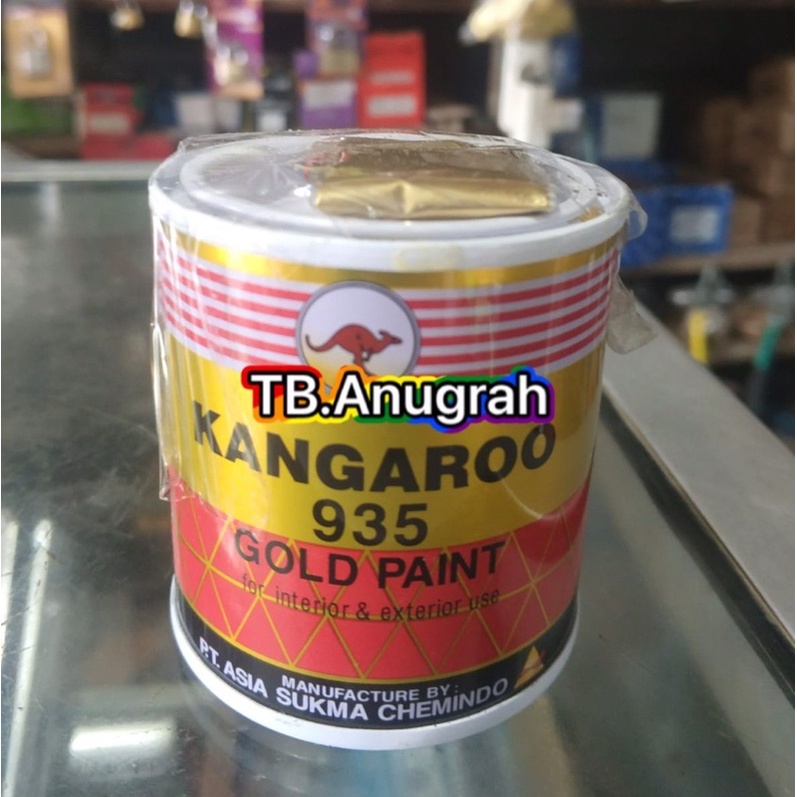 TB.Anugrah
KANGAROO
935
GOLD PAINT
for interior & exterior use
MANUFACTURE BY:
PT. ASIA SUKMA CHEMINDO